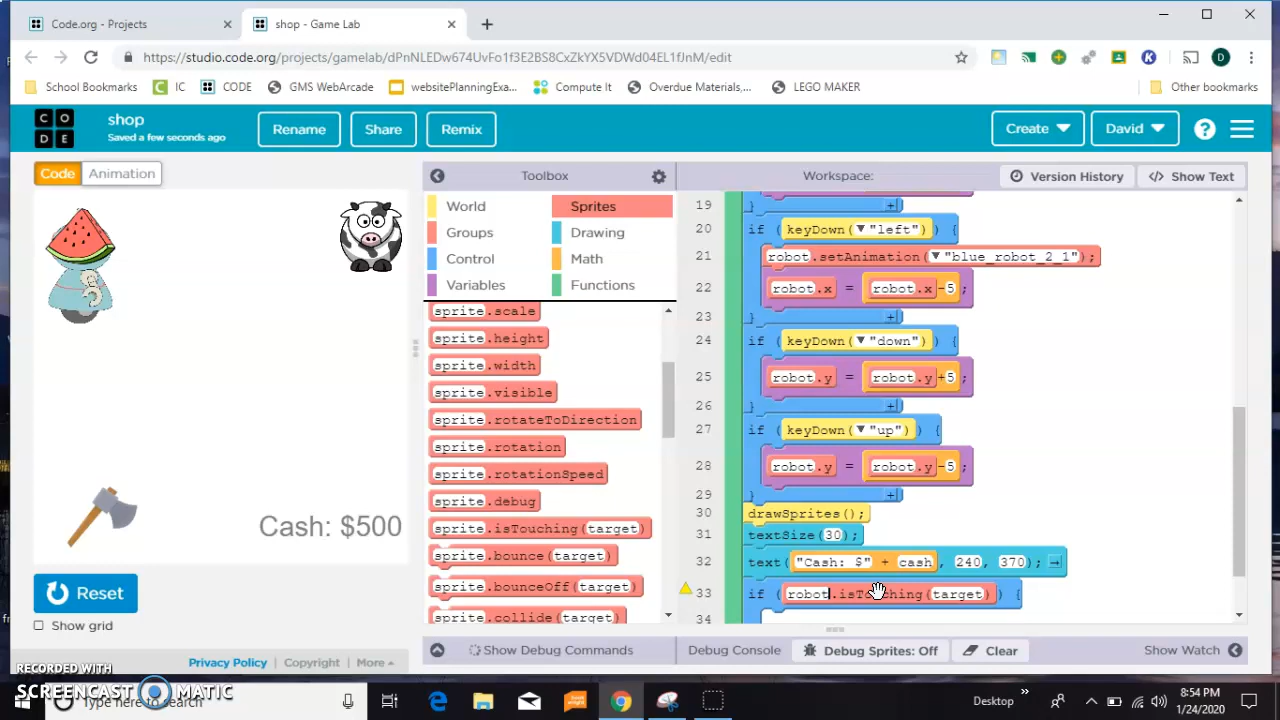 Code.org - Projects
shop - Game Lab
https://studio.code.org/projects/gamelab/dPnNLEDw674UvFo1f3E2BS8CxZkYX5VDWd04EL1fJnM/edit
School Bookmarks
IC
CODE
GMS WebArcade
websitePlanningExa...
Compute It
Overdue Materials,...
LEGO MAKER
Other bookmarks
C O
D E
shop
Saved a few seconds ago
Rename
Share
Remix
Create
David
?
Code
Animation
Toolbox
Workspace:
Version History
</> Show Text
World
Sprites
Groups
Drawing
Control
Math
Variables
Functions
sprite.scale
sprite.height
sprite.width
sprite.visible
sprite.rotateToDirection
sprite.rotation
sprite.rotationSpeed
sprite.debug
sprite.isTouching(target)
sprite.bounce(target)
sprite.bounceOff(target)
sprite.collide(target)
19 }
20 if (keyDown("left")) {
21 robot.setAnimation("blue_robot_2_1");
22 robot.x = robot.x-5;
23 }
24 if (keyDown("down")) {
25 robot.y = robot.y+5;
26 }
27 if (keyDown("up")) {
28 robot.y = robot.y-5;
29 }
30 drawSprites();
31 textSize(30);
32 text("Cash: $" + cash, 240, 370);
33 if (robot.isTouching(target)) {
34
Cash: $500
Reset
Show grid
Privacy Policy
Copyright
More
Show Debug Commands
Debug Console
Debug Sprites: Off
Clear
Show Watch
RECORDED WITH
SCREENCAST MATIC
Type here to search
Desktop
8:54 PM
1/24/2020